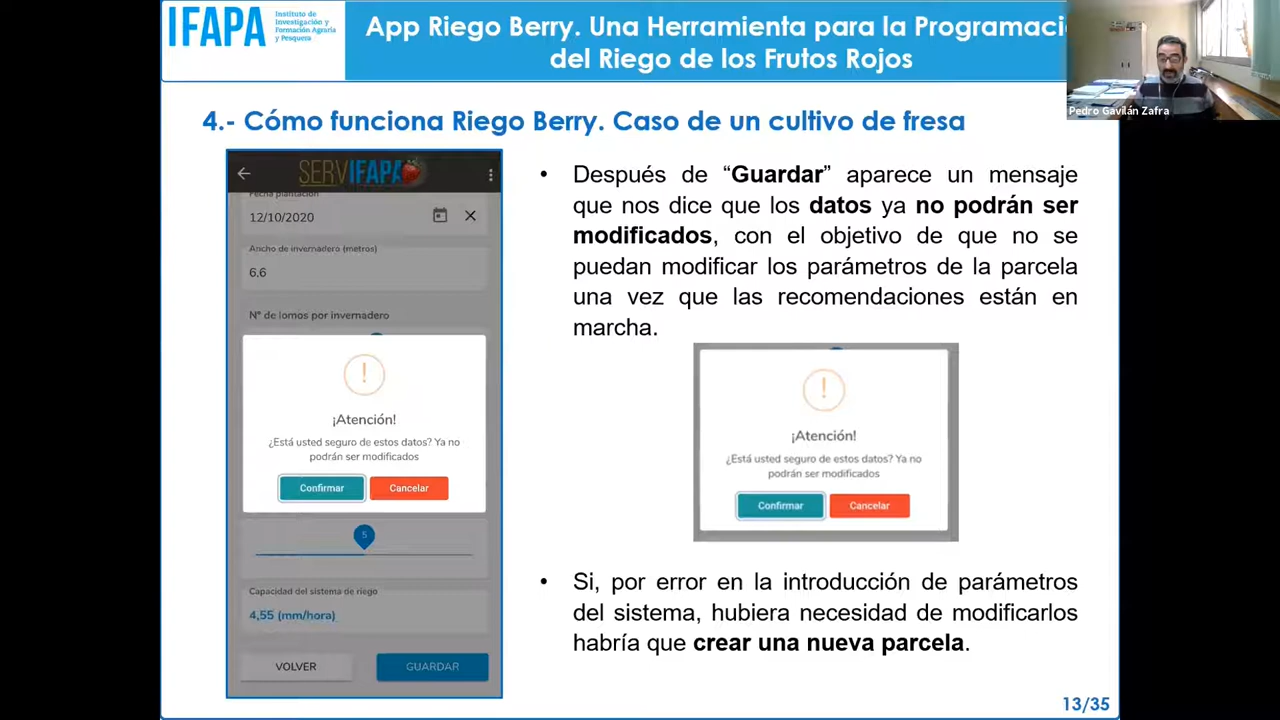 IFAPA
Instituto de
Investigación y
Formación Agraria
y Pesquera
App Riego Berry. Una Herramienta para la Programaci
del Riego de los Frutos Rojos
Pedro Gavilán Zafra
4.- Cómo funciona Riego Berry. Caso de un cultivo de fresa
SERVIFAPA
Fecha plantación
12/10/2020
Ancho de invernadero (metros)
6.6
Nº de lomas por invernadero
¡Atención!
¿Está usted seguro de estos datos? Ya no
podrán ser modificados
Confirmar
Cancelar
5
Capacidad del sistema de riego
4,55 (mm/hora)
VOLVER
GUARDAR
• Después de “Guardar” aparece un mensaje
que nos dice que los datos ya no podrán ser
modificados, con el objetivo de que no se
puedan modificar los parámetros de la parcela
una vez que las recomendaciones están en
marcha.
¡Atención!
¿Está usted seguro de estos datos? Ya no
podrán ser modificados
Confirmar
Cancelar
• Si, por error en la introducción de parámetros
del sistema, hubiera necesidad de modificarlos
habría que crear una nueva parcela.
13/35